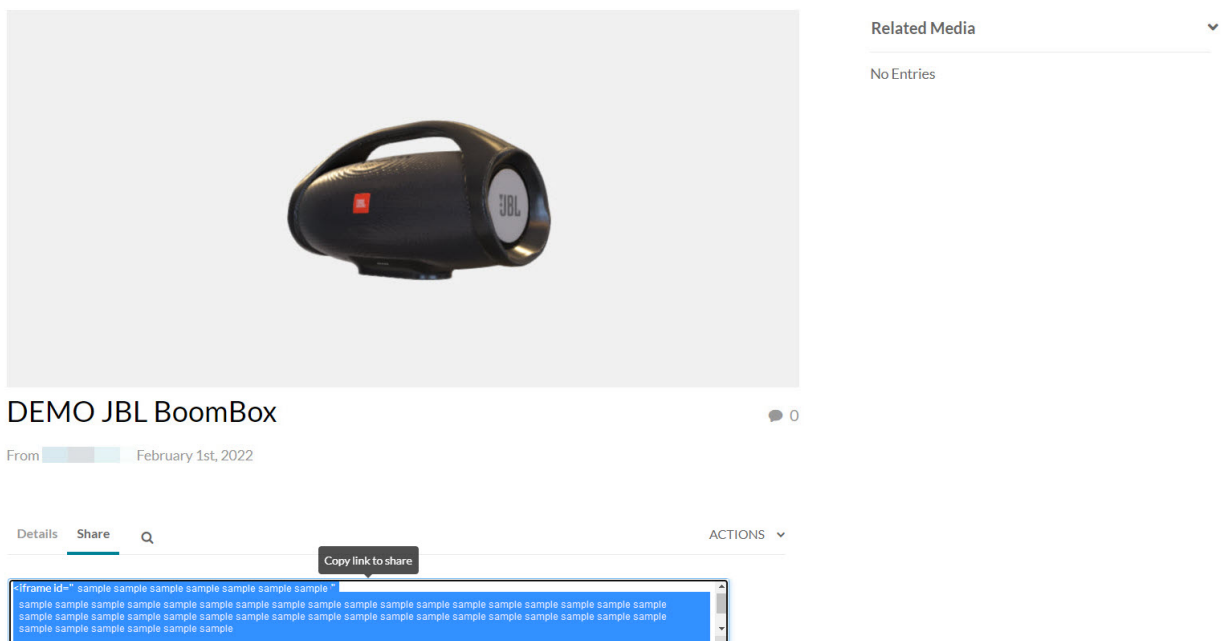 Related Media
No Entries
JBL
JBL
DEMO JBL BoomBox
0
From February 1st, 2022
Details Share ACTIONS
Copy link to share
<iframe id=" sample sample sample sample sample sample sample "
sample sample sample sample sample sample sample sample sample sample sample sample sample sample sample sample sample sample
sample sample sample sample sample sample sample sample sample sample sample sample sample sample sample sample sample sample
sample sample sample sample sample sample